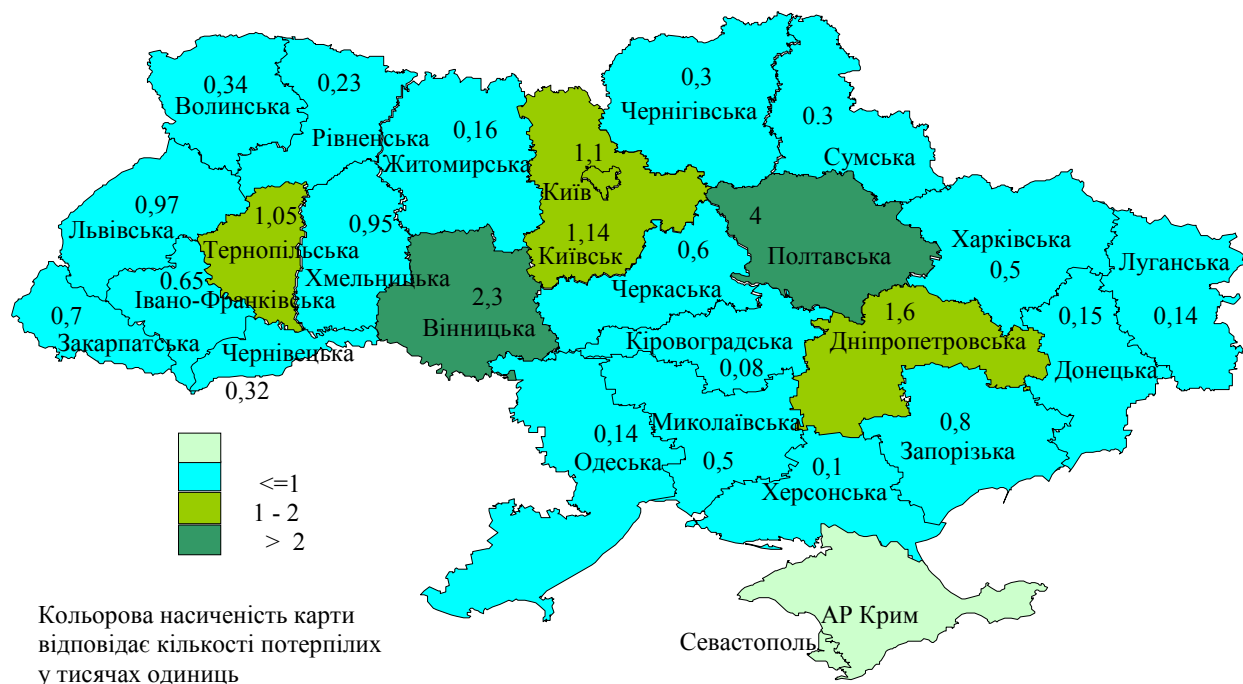 0,34
Волинська
0,23
Рівненська
0,16
Житомирська
1,1
Київ
1,14
Київськ
0,3
Чернігівська
0.3
Сумська
0,97
Львівська
1,05
Тернопільська
0,95
Хмельницька
0.65
Івано-Франківська
0,7
Закарпатська
Чернівецька
0,32
2,3
Вінницька
0,6
Черкаська
4
Полтавська
Харківська
0,5
Луганська
0,14
0,15
Донецька
1,6
Дніпропетровська
Кіровоградська
0,08
Миколаївська
0,5
0,14
Одеська
0,1
Херсонська
0,8
Запорізька
АР Крим
Севастополь
<=1
1 - 2
> 2
Кольорова насиченість карти
відповідає кількості потерпілих
у тисячах одиниць